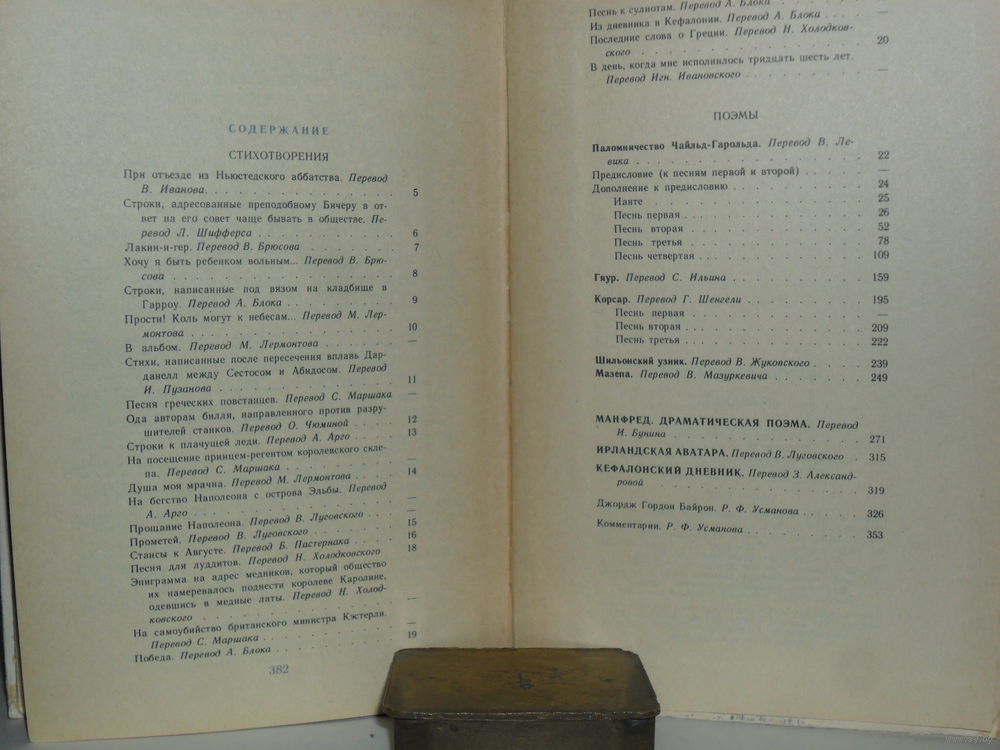 СОДЕРЖАНИЕ
СТИХОТВОРЕНИЯ
При отъезде из Ньюстедского аббатства. Перевод
В. Иванова. . . . . . . . . . . . . . 5
Строки, адресованные преподобному Бичеру в от-
вет на его совет чаще бывать в обществе. Пе-
ревод Л. Шифферса . . . . . . . . . . 6
Лакин-и-гер. Перевод В. Брюсова . . . . . . 7
Хочу я быть ребенком вольным... Перевод В. Брю-
сова . . . . . . . . . . . . . . . . 8
Строки, написанные под вязом на кладбище в
Гарроу. Перевод А. Блока . . . . . . . . 9
Прости! Коль могут к небесам... Перевод М. Лер-
монтова . . . . . . . . . . . . . . . 10
В альбом. Перевод М. Лермонтова . . . . . . —
Стихи, написанные после пересечения вплавь Дар-
данелл между Сестосом и Абидосом. Перевод
И. Пузанова . . . . . . . . . . . . . 11
Песня греческих повстанцев. Перевод С. Маршака —
Ода авторам билля, направленного против разру-
шителей станков. Перевод О. Чюминой . . . . 12
Строки к плачущей леди. Перевод А. Арго . . . 13
На посещение принцем-регентом королевского скле-
па. Перевод С. Маршака . . . . . . . . —
Душа моя мрачна. Перевод М. Лермонтова . . . 14
На бегство Наполеона с острова Эльбы. Перевод
А. Арго . . . . . . . . . . . . . . . —
Прощание Наполеона. Перевод В. Луговского . . . —
Прометей. Перевод В. Луговского . . . . . . 15
Стансы к Августе. Перевод Б. Пастернака . . . . 16
Песня для луддитов. Перевод Н. Холодковского 18
Эпиграмма на адрес медников, который общество
их намеревалось поднести королеве Каролине,
одевшись в медные латы. Перевод Н. Холод-
ковского . . . . . . . . . . . . . . —
На самоубийство британского министра Кэстерли.
Перевод С. Маршака . . . . . . . . . . —
Победа. Перевод А. Блока . . . . . . . . . 19
382
Песнь к сулиотам. Перевод А. Блока . . . . .
Из дневника в Кефалонии. Перевод А. Блока . . . . —
Последние слова о Греции. Перевод Н. Холодков-
ского . . . . . . . . . . . . . . . . 20
В день, когда мне исполнилось тридцать шесть лет.
Перевод Игн. Ивановского . . . . . . . . —
ПОЭМЫ
Паломничество Чайльд-Гарольда. Перевод В. Ле-
вика . . . . . . . . . . . . . . . . 22
Предисловие (к песням первой и второй) . . . . —
Дополнение к предисловию . . . . . . . . . 24
Ианте . . . . . . . . . . . . . . . 25
Песнь первая . . . . . . . . . . . . 26
Песнь вторая . . . . . . . . . . . . 52
Песнь третья . . . . . . . . . . . . 78
Песнь четвертая . . . . . . . . . . . 109
Гяур. Перевод С. Ильина . . . . . . . . . . 159
Корсар. Перевод Г. Шенгели . . . . . . . . . 195
Песнь первая . . . . . . . . . . . . —
Песнь вторая . . . . . . . . . . . . 209
Песнь третья . . . . . . . . . . . . 222
Шильонский узник. Перевод В. Жуковского . . . . 239
Мазепа. Перевод В. Мазуркевича . . . . . . . 249
МАНФРЕД. ДРАМАТИЧЕСКАЯ ПОЭМА. Перевод
И. Бунина . . . . . . . . . . . . . . 271
ИРЛАНДСКАЯ АВАТАРА. Перевод В. Луговского . 315
КЕФАЛОНСКИЙ ДНЕВНИК. Перевод З. Александ-
ровой . . . . . . . . . . . . . . . 319
Джордж Гордон Байрон. Р. Ф. Усманова . . . . . 326
Комментарии. Р. Ф. Усманова . . . . . . . . 353